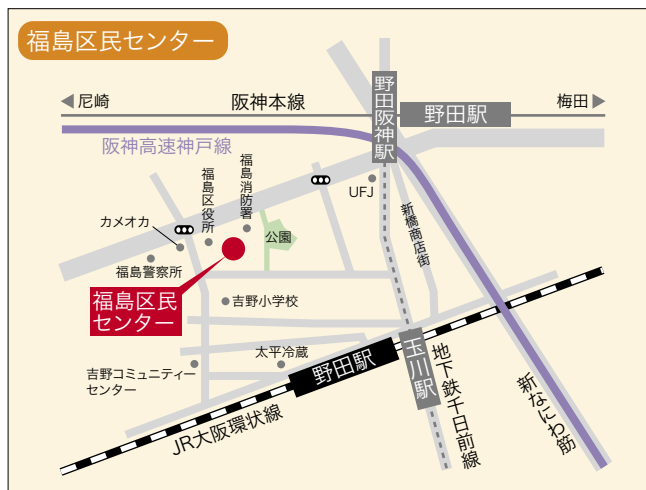 福島区民センター
尼崎
阪神本線
野田阪神駅
野田駅
梅田
阪神高速神戸線
福島消防署
福島区役所
カメオカ
公園
UFJ
新橋商店街
福島警察所
福島区民
センター
吉野小学校
太平冷蔵
吉野コミュニティー
センター
野田駅
玉川駅
地下鉄千日前線
新なにわ筋
JR大阪環状線